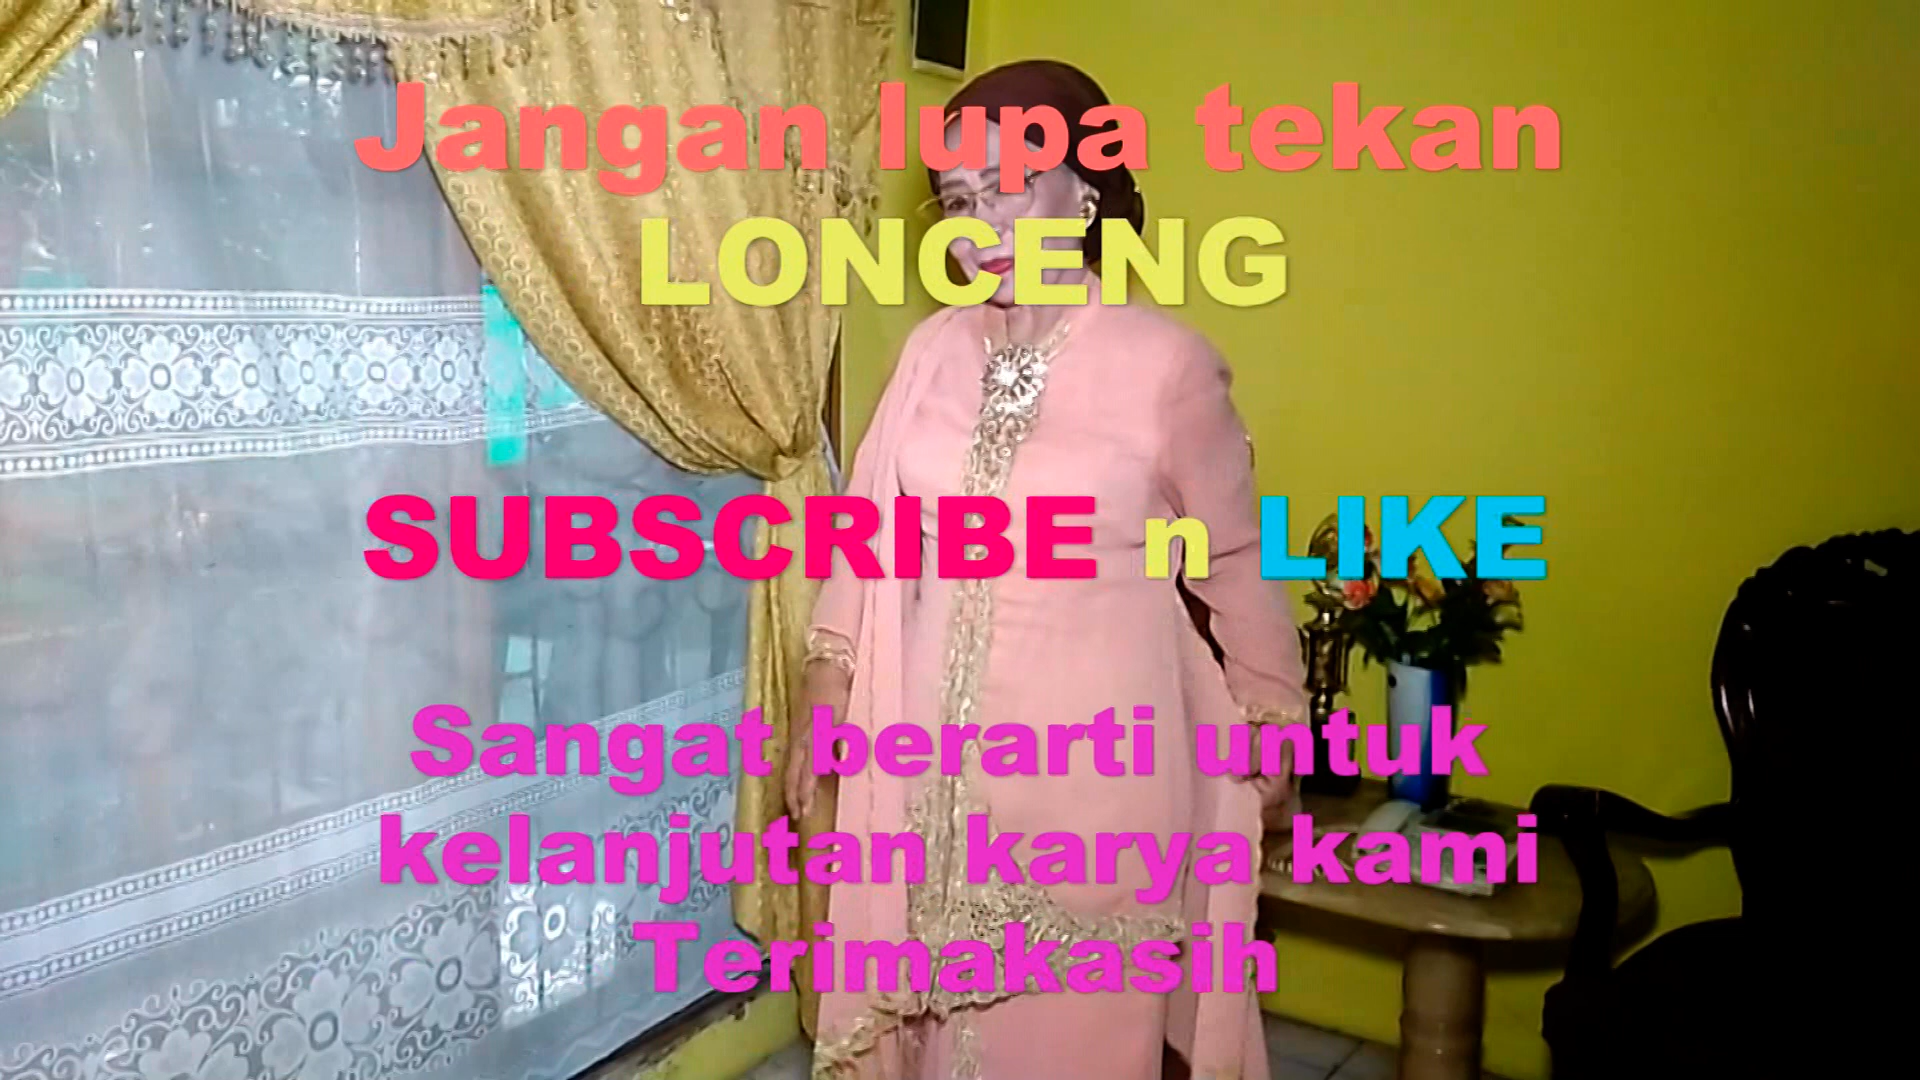 Jangan lupa tekan
LONCENG
SUBSCRIBE n LIKE
Sangat berarti untuk
kelanjutan karya kami
Terimakasih